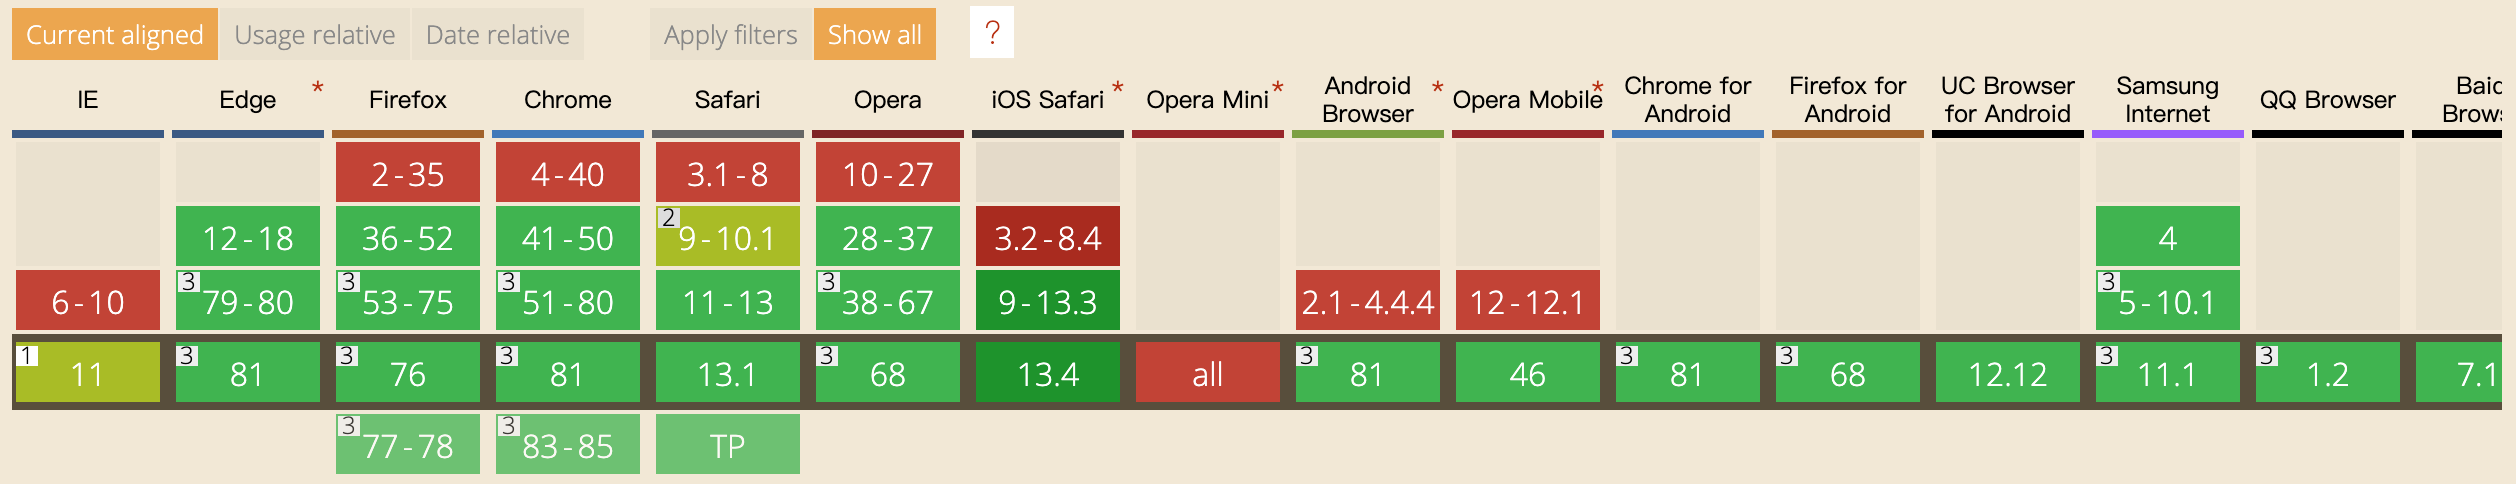 Current aligned Usage relative Date relative Apply filters Show all ?
IE Edge * Firefox Chrome Safari Opera iOS Safari * Opera Mini * Android Browser * Opera Mobile * Chrome for Android Firefox for Android UC Browser for Android Samsung Internet QQ Browser Baid Brows
2-35 4-40 3.1-8 10-27
12-18 36-52 41-50 2 9-10.1 28-37 3.2-8.4 4
6-10 3 79-80 3 53-75 3 51-80 11-13 3 38-67 9-13.3 2.1-4.4.4 12-12.1 3 5-10.1
1 11 3 81 3 76 3 81 13.1 3 68 13.4 all 3 81 46 3 81 3 68 12.12 3 11.1 3 1.2 7.1
3 77-78 3 83-85 TP